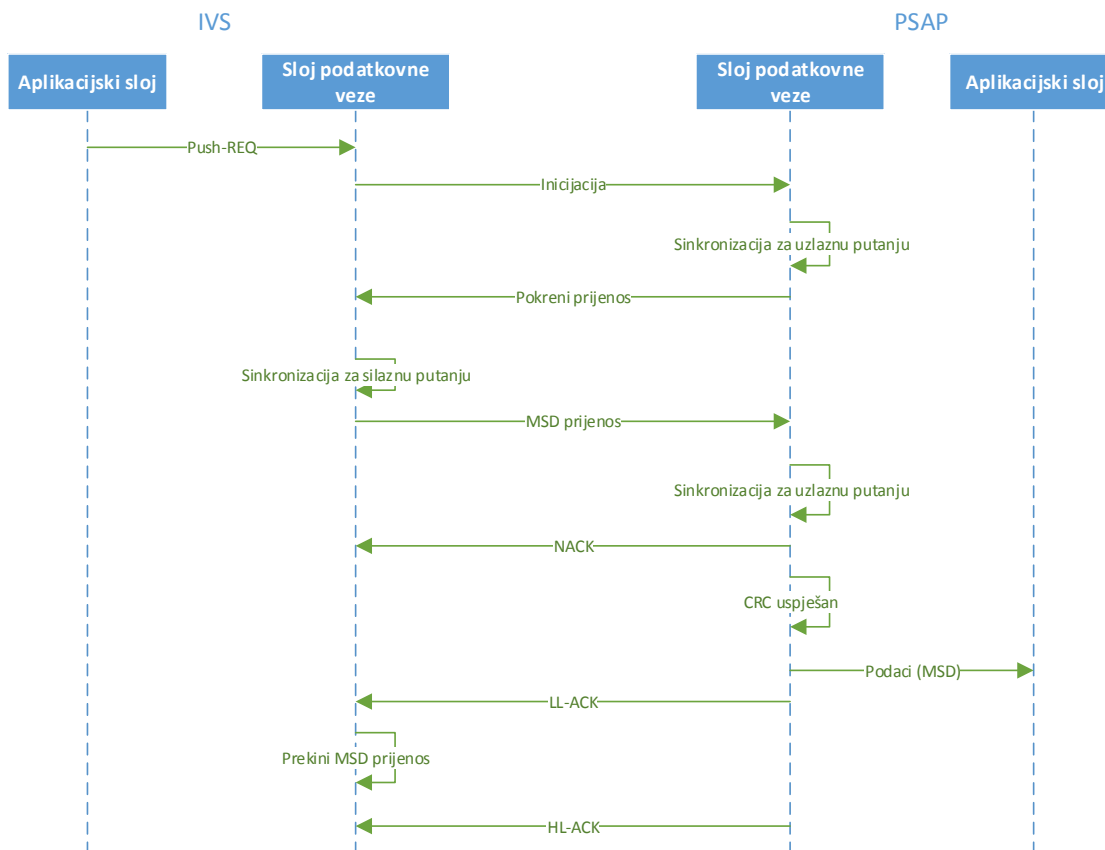 IVS
PSAP
Aplikacijski sloj
Sloj podatkovne
veze
Sloj podatkovne
veze
Aplikacijski sloj
Push-REQ
Inicijacija
Sinkronizacija za uzlaznu putanju
Pokreni prijenos
Sinkronizacija za silaznu putanju
MSD prijenos
Sinkronizacija za uzlaznu putanju
NACK
CRC uspješan
Podaci (MSD)
LL-ACK
Prekini MSD prijenos
HL-ACK